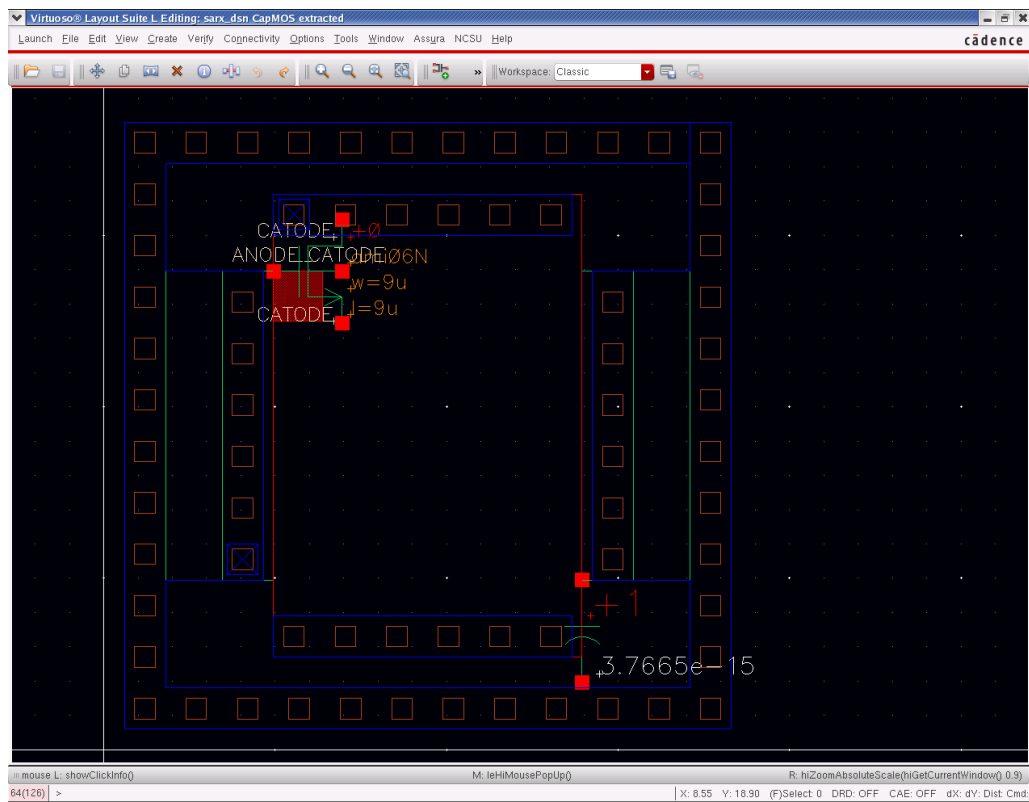 Virtuoso® Layout Suite L Editing: sarx_dsn CapMOS extracted
Launch File Edit View Create Verify Connectivity Options Tools Window Assura NCSU Help
cādence
» Workspace: Classic
CATODE +0
ANODE CATODE ami06N
w=9u
CATODE l=9u
+1
3.7665e-15
mouse L: showClickInfo() M: leHiMousePopUp() R: hiZoomAbsoluteScale(hiGetCurrentWindow() 0.9)
64(126) > X: 8.55 Y: 18.90 (F)Select: 0 DRD: OFF CAE: OFF dX: dY: Dist: Cmd: